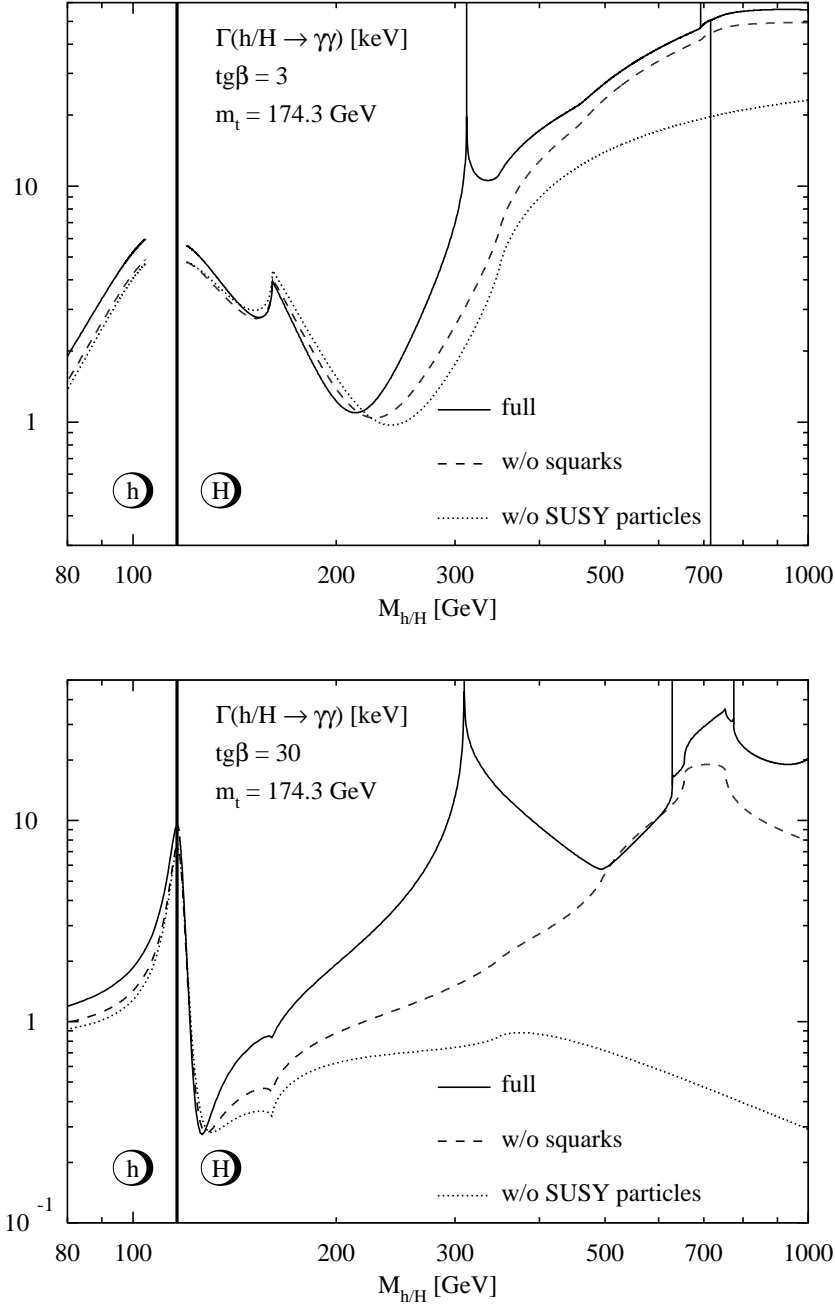 Γ(h/H → γγ) [keV]
tgβ = 3
m_t = 174.3 GeV
10
1
full
w/o squarks
w/o SUSY particles
h
H
80 100 200 300 500 700 1000
M_h/H [GeV]
Γ(h/H → γγ) [keV]
tgβ = 30
m_t = 174.3 GeV
10
1
full
w/o squarks
w/o SUSY particles
h
H
10^-1
80 100 200 300 500 700 1000
M_h/H [GeV]